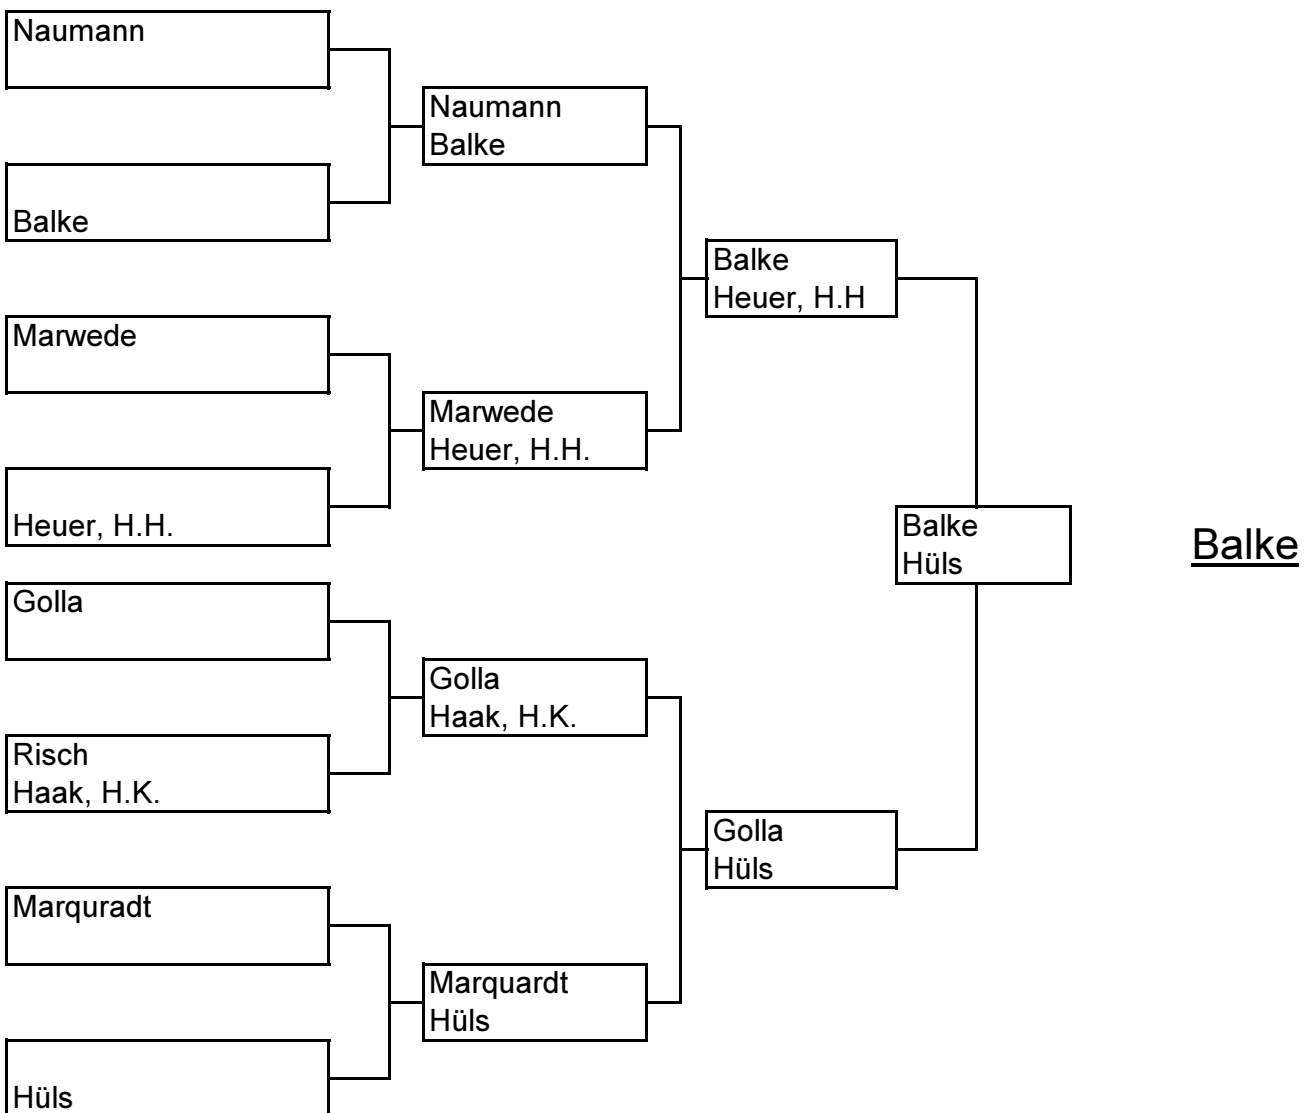 Naumann
Balke
Marwede
Heuer, H.H.
Golla
Risch
Haak, H.K.
Marquradt
Hüls
Naumann
Balke
Marwede
Heuer, H.H.
Golla
Haak, H.K.
Marquardt
Hüls
Balke
Heuer, H.H
Golla
Hüls
Balke
Hüls
Balke